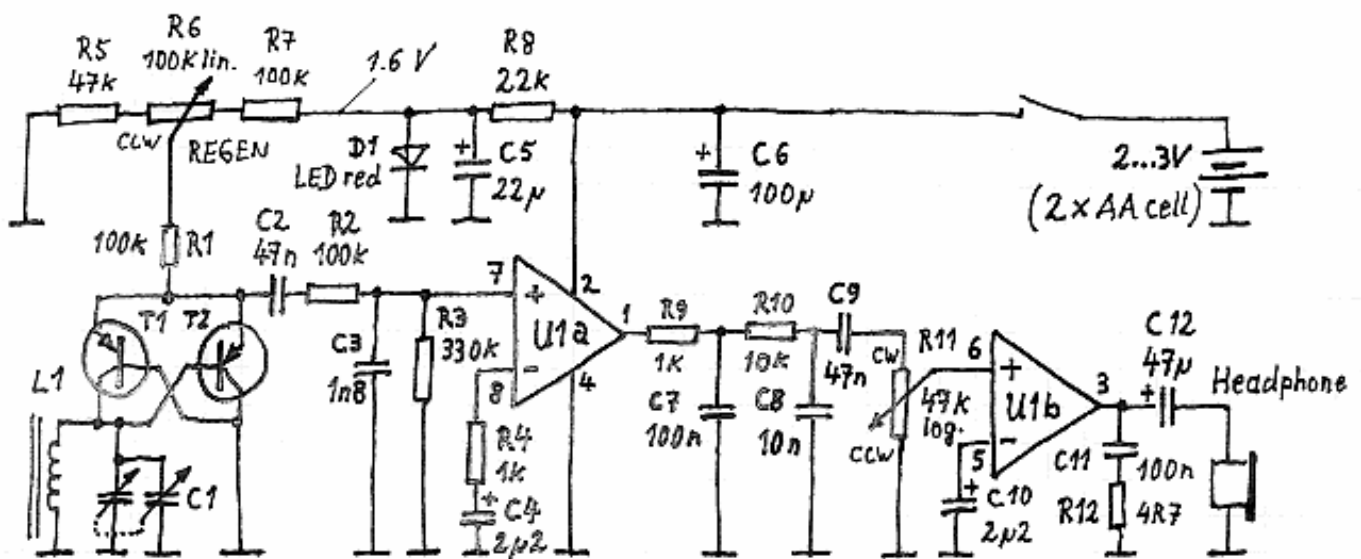 R5
47k
R6
100K lin.
R7
100k
1.6 V
R8
22k
CCW
REGEN
D1
LED red
+
C5
22µ
+
C6
100µ
2...3V
(2 x AA cell)
100k
R1
C2
47n
R2
100k
T1
T2
L1
C1
C3
1n8
R3
330k
7
+
2
U1a
1
-
8
4
R4
1k
+
C4
2µ2
R9
1k
C7
100n
R10
10k
C8
10n
C9
47n
CW
R11
47k
log.
CCW
6
+
U1b
3
-
5
+
C10
2µ2
C12
47µ
+
C11
100n
R12
4R7
Headphone